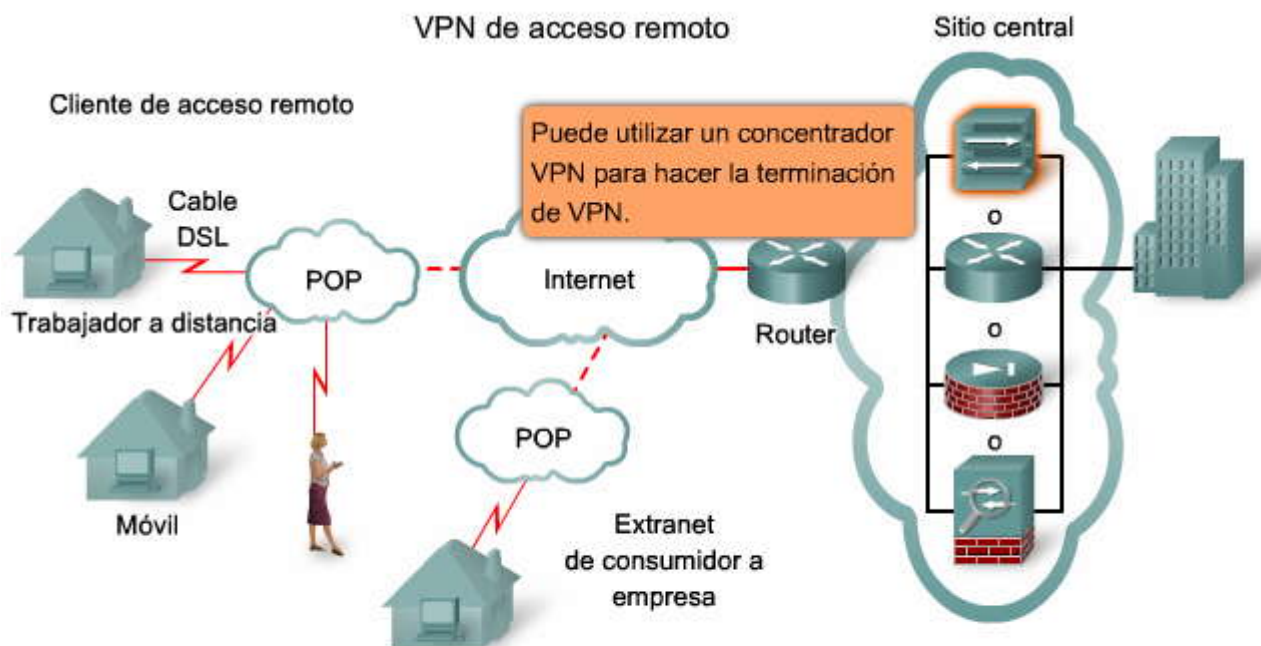 VPN de acceso remoto
Sitio central
Cliente de acceso remoto
Puede utilizar un concentrador
VPN para hacer la terminación
de VPN.
Cable
DSL
POP
Internet
Router
Trabajador a distancia
o
o
o
POP
Móvil
Extranet
de consumidor a
empresa